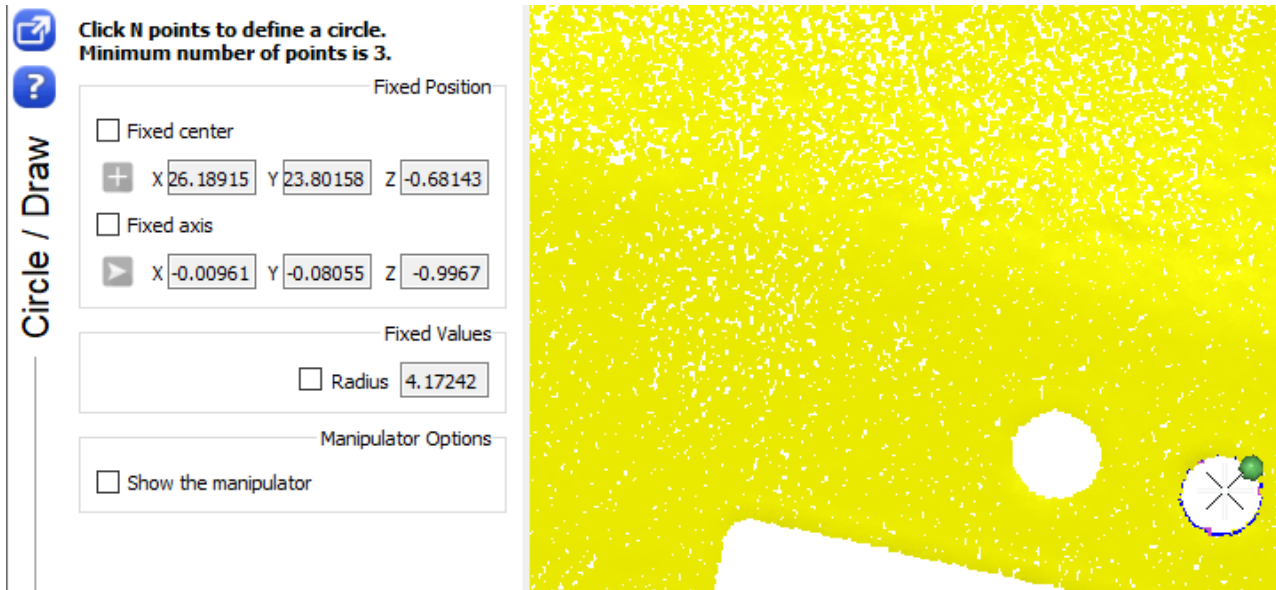 Click N points to define a circle.
Minimum number of points is 3.
?
Circle / Draw
Fixed Position
Fixed center
X 26.18915 Y 23.80158 Z -0.68143
Fixed axis
X -0.00961 Y -0.08055 Z -0.9967
Fixed Values
Radius 4.17242
Manipulator Options
Show the manipulator